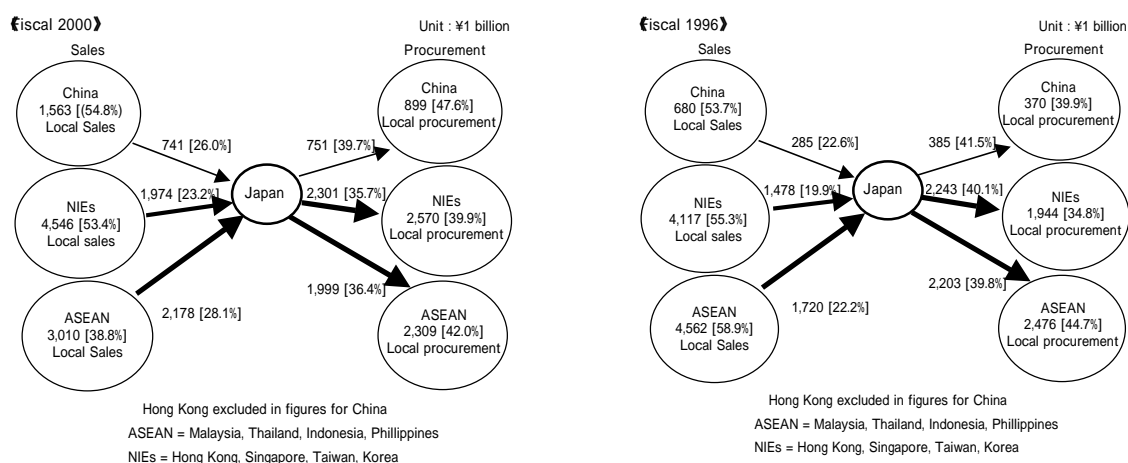 【Fiscal 2000】
Unit : ¥1 billion
Sales
Procurement
China
1,563 [(54.8%)
Local Sales
China
899 [47.6%]
Local procurement
741 [26.0%]
751 [39.7%]
NIEs
4,546 [53.4%]
Local sales
1,974 [23.2%]
Japan
2,301 [35.7%]
NIEs
2,570 [39.9%]
Local procurement
ASEAN
3,010 [38.8%]
Local Sales
2,178 [28.1%]
1,999 [36.4%]
ASEAN
2,309 [42.0%]
Local procurement
Hong Kong excluded in figures for China
ASEAN = Malaysia, Thailand, Indonesia, Phillippines
NIEs = Hong Kong, Singapore, Taiwan, Korea
【Fiscal 1996】
Unit : ¥1 billion
Sales
Procurement
China
680 [53.7%]
Local Sales
China
370 [39.9%]
Local procurement
285 [22.6%]
385 [41.5%]
NIEs
4,117 [55.3%]
Local sales
1,478 [19.9%]
Japan
2,243 [40.1%]
NIEs
1,944 [34.8%]
Local procurement
ASEAN
4,562 [58.9%]
Local Sales
1,720 [22.2%]
2,203 [39.8%]
ASEAN
2,476 [44.7%]
Local procurement
Hong Kong excluded in figures for China
ASEAN = Malaysia, Thailand, Indonesia, Phillippines
NIEs = Hong Kong, Singapore, Taiwan, Korea